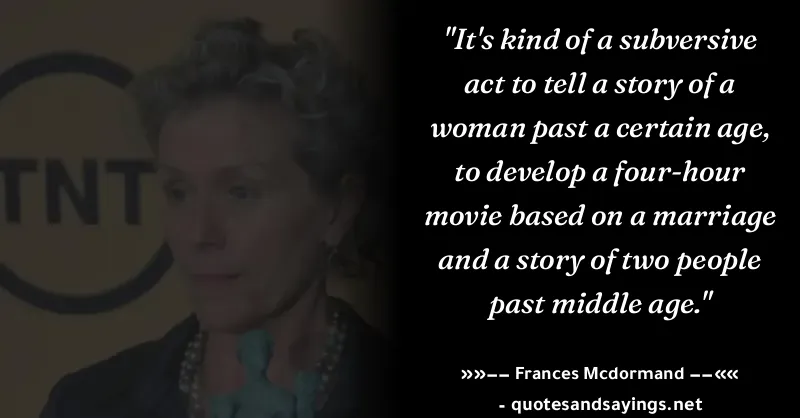 TNT
"It's kind of a subversive
act to tell a story of a
woman past a certain age,
to develop a four-hour
movie based on a marriage
and a story of two people
past middle age."
»»-- Frances Mcdormand --««
- quotesandsayings.net